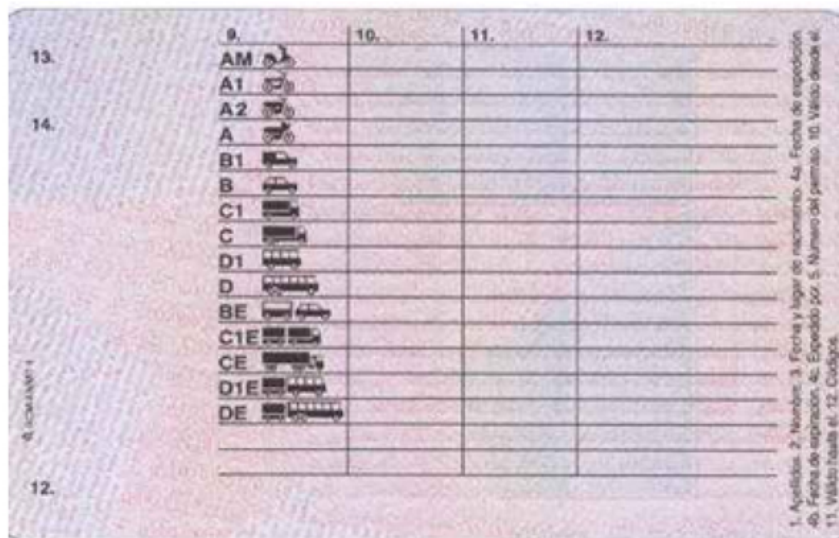 9. 10. 11. 12.
13.
14.
AM
A1
A2
A
B1
B
C1
C
D1
D
BE
C1E
CE
D1E
DE
12.
1. Apellidos. 2. Nombre. 3. Fecha y lugar de nacimiento. 4a. Fecha de expedición.
4b. Fecha de expiración. 4c. Expedido por. 5. Número del permiso. 10. Válido desde el.
11. Válido hasta el. 12. Códigos.